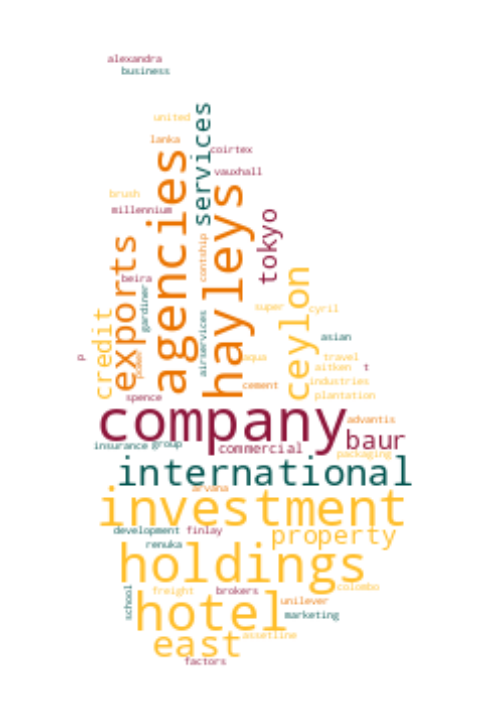 alexandra
business
united
services
lanka
coirtex
agencies
vauxhall
hayleys
brush
millennium
tokyo
exports
contship
beira
gardiner
ceylon
credit
super
cyril
airservices
asian
p
power
aqua
travel
aitken
t
cement
industries
spence
plantation
company
advantis
baur
insurance
group
commercial
packaging
international
arvana
investment
development
finlay
property
renuka
holdings
school
freight
brokers
colombo
hotel
unilever
marketing
east
assetline
factors